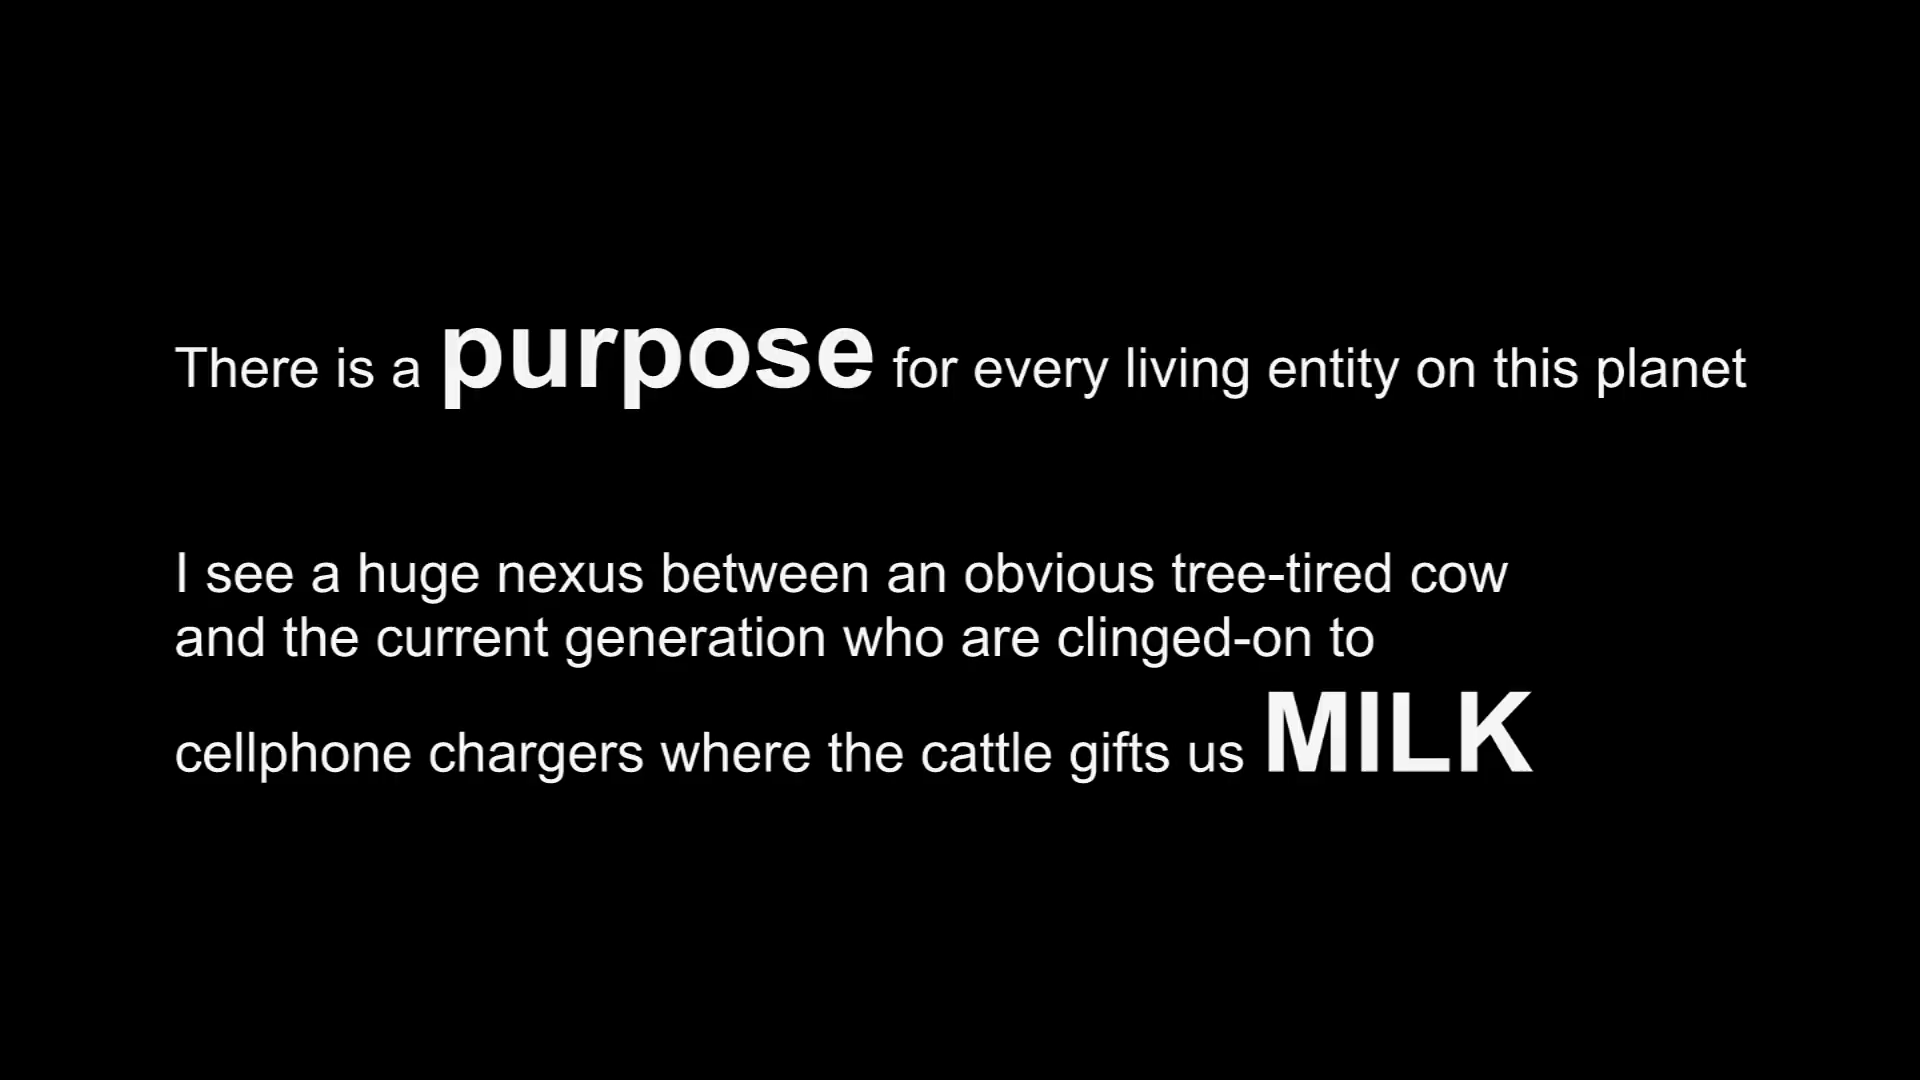 There is a purpose for every living entity on this planet
I see a huge nexus between an obvious tree-tired cow
and the current generation who are clinged-on to
cellphone chargers where the cattle gifts us MILK